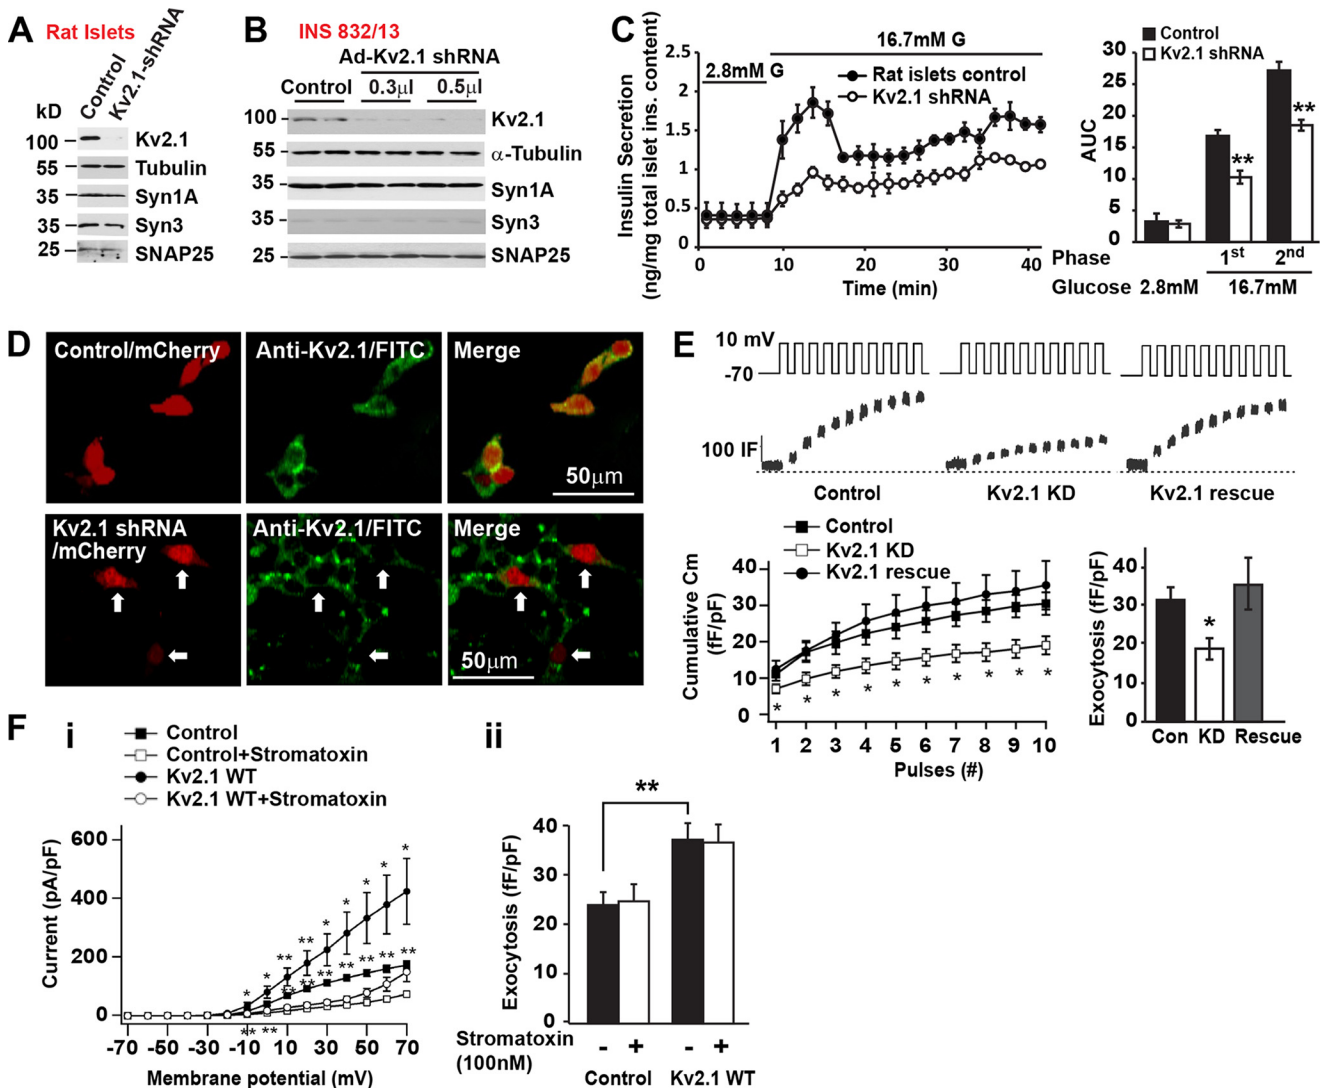 A Rat Islets
Control
Kv2.1-shRNA
kD
100
Kv2.1
55
Tubulin
35
Syn1A
35
Syn3
25
SNAP25
B INS 832/13
Ad-Kv2.1 shRNA
Control 0.3µl 0.5µl
100
Kv2.1
55
α-Tubulin
35
Syn1A
35
Syn3
25
SNAP25
C
Insulin Secretion
(ng/mg total islet ins. content)
2.5
2
1.5
1
0.5
0
16.7mM G
2.8mM G
Rat islets control
Kv2.1 shRNA
0 10 20 30 40
Time (min)
Control
Kv2.1 shRNA
AUC
30
25
20
15
10
5
0
**
**
Phase 1st 2nd
Glucose 2.8mM 16.7mM
D
Control/mCherry
Anti-Kv2.1/FITC
Merge
50µm
Kv2.1 shRNA
/mCherry
Anti-Kv2.1/FITC
Merge
50µm
E
10 mV
-70
100 IF
Control Kv2.1 KD Kv2.1 rescue
Control
Kv2.1 KD
Kv2.1 rescue
Cumulative Cm
(fF/pF)
40
30
20
10
0
* * * * * * * * * *
1 2 3 4 5 6 7 8 9 10
Pulses (#)
Exocytosis (fF/pF)
40
30
20
10
0
*
Con KD Rescue
F i
Control
Control+Stromatoxin
Kv2.1 WT
Kv2.1 WT+Stromatoxin
Current (pA/pF)
600
400
200
0
* * ** ** * * * * *
** ** ** ** ** ** ** ** **
-70 -50 -30 -10 10 30 50 70
Membrane potential (mV)
ii
**
Exocytosis (fF/pF)
40
30
20
10
0
Stromatoxin
(100nM)
- + - +
Control Kv2.1 WT